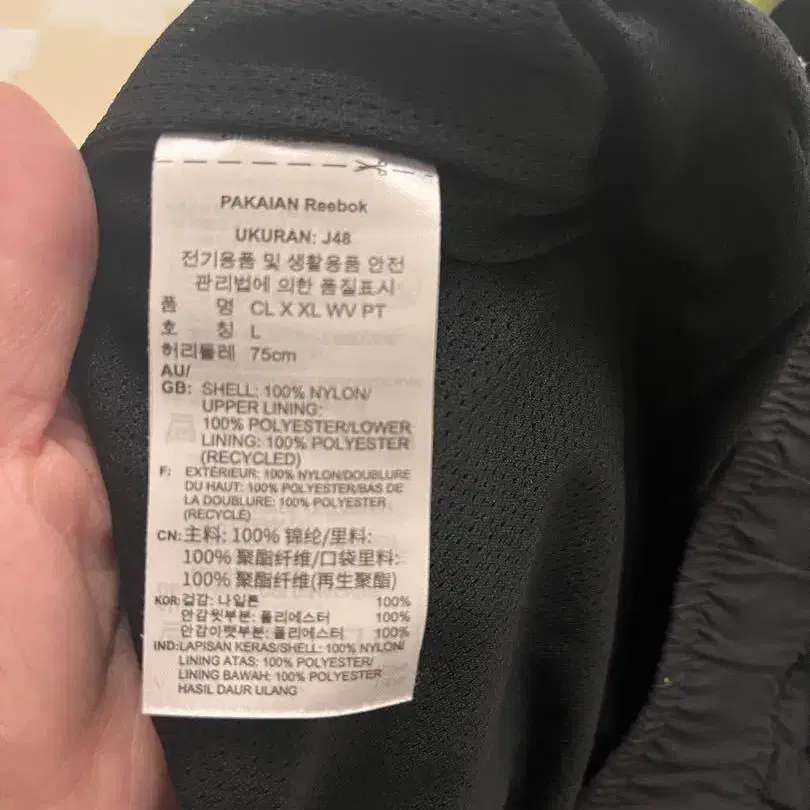 PAKAIAN Reebok
UKURAN: J48
전기용품 및 생활용품 안전
관리법에 의한 품질표시
품 명 CL X XL WV PT
호 칭 L
허리둘레 75cm
AU/
GB: SHELL: 100% NYLON/
UPPER LINING:
100% POLYESTER/LOWER
LINING: 100% POLYESTER
(RECYCLED)
F: EXTÉRIEUR: 100% NYLON/DOUBLURE
DU HAUT: 100% POLYESTER/BAS DE
LA DOUBLURE: 100% POLYESTER
(RECYCLÉ)
CN: 主料: 100% 锦纶/里料:
100% 聚酯纤维/口袋里料:
100% 聚酯纤维(再生聚酯)
KOR: 겉감: 나일론 100%
안감윗부분: 폴리에스터 100%
안감아랫부분: 폴리에스터 100%
IND: LAPISAN KERAS/SHELL: 100% NYLON/
LINING ATAS: 100% POLYESTER/
LINING BAWAH: 100% POLYESTER
HASIL DAUR ULANG